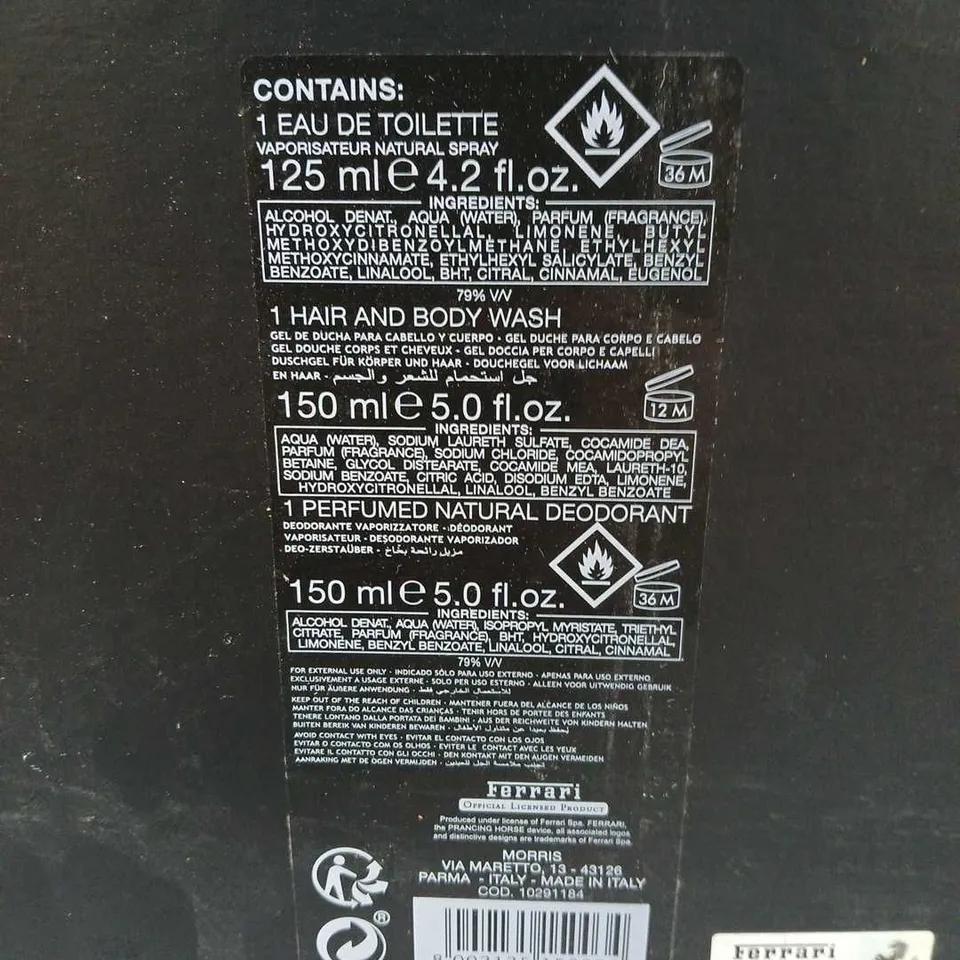 CONTAINS:
1 EAU DE TOILETTE
VAPORISATEUR NATURAL SPRAY
125 ml e 4.2 fl.oz.
36 M
INGREDIENTS:
ALCOHOL DENAT., AQUA (WATER), PARFUM (FRAGRANCE),
HYDROXYCITRONELLAL, LIMONENE, BUTYL
METHOXYDIBENZOYLMETHANE, ETHYLHEXYL
METHOXYCINNAMATE, ETHYLHEXYL SALICYLATE, BENZYL
BENZOATE, LINALOOL, BHT, CITRAL, CINNAMAL, EUGENOL
79% V/V
1 HAIR AND BODY WASH
GEL DE DUCHA PARA CABELLO Y CUERPO - GEL DUCHE PARA CORPO E CABELO
GEL DOUCHE CORPS ET CHEVEUX - GEL DOCCIA PER CORPO E CAPELLI
DUSCHGEL FÜR KÖRPER UND HAAR - DOUCHEGEL VOOR LICHAAM
EN HAAR - جل استحمام للشعر والجسم
150 ml e 5.0 fl.oz.
12 M
INGREDIENTS:
AQUA (WATER), SODIUM LAURETH SULFATE, COCAMIDE DEA,
PARFUM (FRAGRANCE), SODIUM CHLORIDE, COCAMIDOPROPYL
BETAINE, GLYCOL DISTEARATE, COCAMIDE MEA, LAURETH-10,
SODIUM BENZOATE, CITRIC ACID, DISODIUM EDTA, LIMONENE,
HYDROXYCITRONELLAL, LINALOOL, BENZYL BENZOATE
1 PERFUMED NATURAL DEODORANT
DEODORANTE VAPORIZZATORE - DÉODORANT
VAPORISATEUR - DESODORANTE VAPORIZADOR
DEO-ZERSTAÜBER - مزيل رائحة بخاخ
150 ml e 5.0 fl.oz.
36 M
INGREDIENTS:
ALCOHOL DENAT., AQUA (WATER), ISOPROPYL MYRISTATE, TRIETHYL
CITRATE, PARFUM (FRAGRANCE), BHT, HYDROXYCITRONELLAL,
LIMONENE, BENZYL BENZOATE, LINALOOL, CITRAL, CINNAMAL
79% V/V
FOR EXTERNAL USE ONLY - INDICADO SÓLO PARA USO EXTERNO - APENAS PARA USO EXTERNO
EXCLUSIVEMENT A USAGE EXTERNE - SOLO PER USO ESTERNO - ALLEEN VOOR UITWENDIG GEBRUIK
NUR FÜR ÄUßERE ANWENDUNG - للاستعمال الخارجي فقط
KEEP OUT OF THE REACH OF CHILDREN - MANTENER FUERA DEL ALCANCE DE LOS NIÑOS
MANTER FORA DO ALCANCE DAS CRIANÇAS - TENIR HORS DE PORTEE DES ENFANTS
TENERE LONTANO DALLA PORTATA DEI BAMBINI - AUS DER REICHWEITE VON KINDERN HALTEN
BUITEN BEREIK VAN KINDEREN BEWAREN - يحفظ بعيدا عن متناول الأطفال
AVOID CONTACT WITH EYES - EVITAR EL CONTACTO CON LOS OJOS
EVITAR O CONTACTO COM OS OLHOS - EVITER LE CONTACT AVEC LES YEUX
EVITARE IL CONTATTO CON GLI OCCHI - DEN KONTAKT MIT DEN AUGEN VERMEIDEN
AANRAKING MET DE OGEN VERMIJDEN -
Ferrari
OFFICIAL LICENSED PRODUCT
Produced under license of Ferrari Spa. FERRARI,
the PRANCING HORSE device, all associated logos
and distinctive designs are trademarks of Ferrari Spa.
MORRIS
VIA MARETTO, 13 - 43126
PARMA - ITALY - MADE IN ITALY
COD. 10291184
®
Ferrari